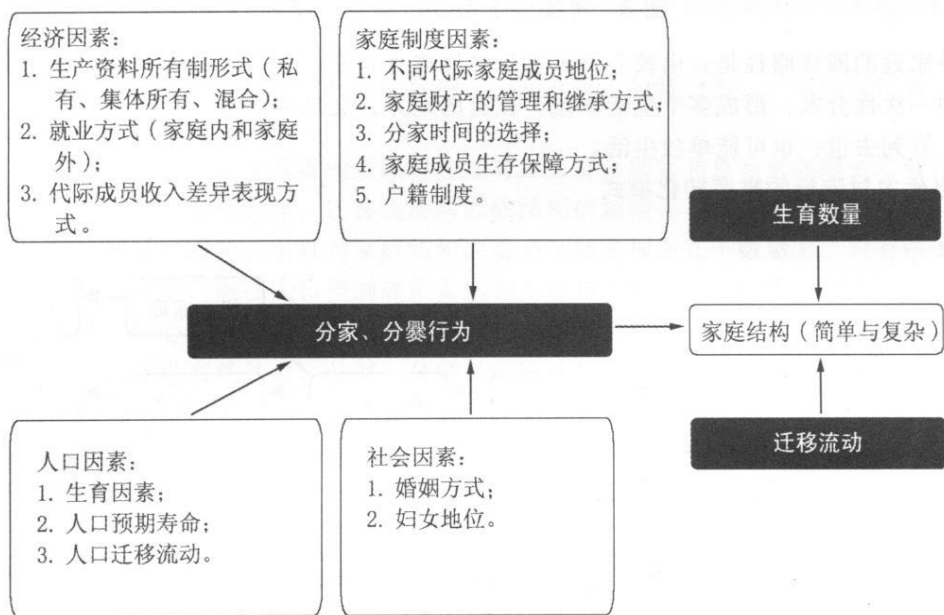 经济因素：
1. 生产资料所有制形式（私
有、集体所有、混合）；
2. 就业方式（家庭内和家庭
外）；
3. 代际成员收入差异表现方
式。
家庭制度因素：
1. 不同代际家庭成员地位；
2. 家庭财产的管理和继承方式；
3. 分家时间的选择；
4. 家庭成员生存保障方式；
5. 户籍制度。
生育数量
分家、分爨行为
家庭结构（简单与复杂）
迁移流动
人口因素：
1. 生育因素；
2. 人口预期寿命；
3. 人口迁移流动。
社会因素：
1. 婚姻方式；
2. 妇女地位。